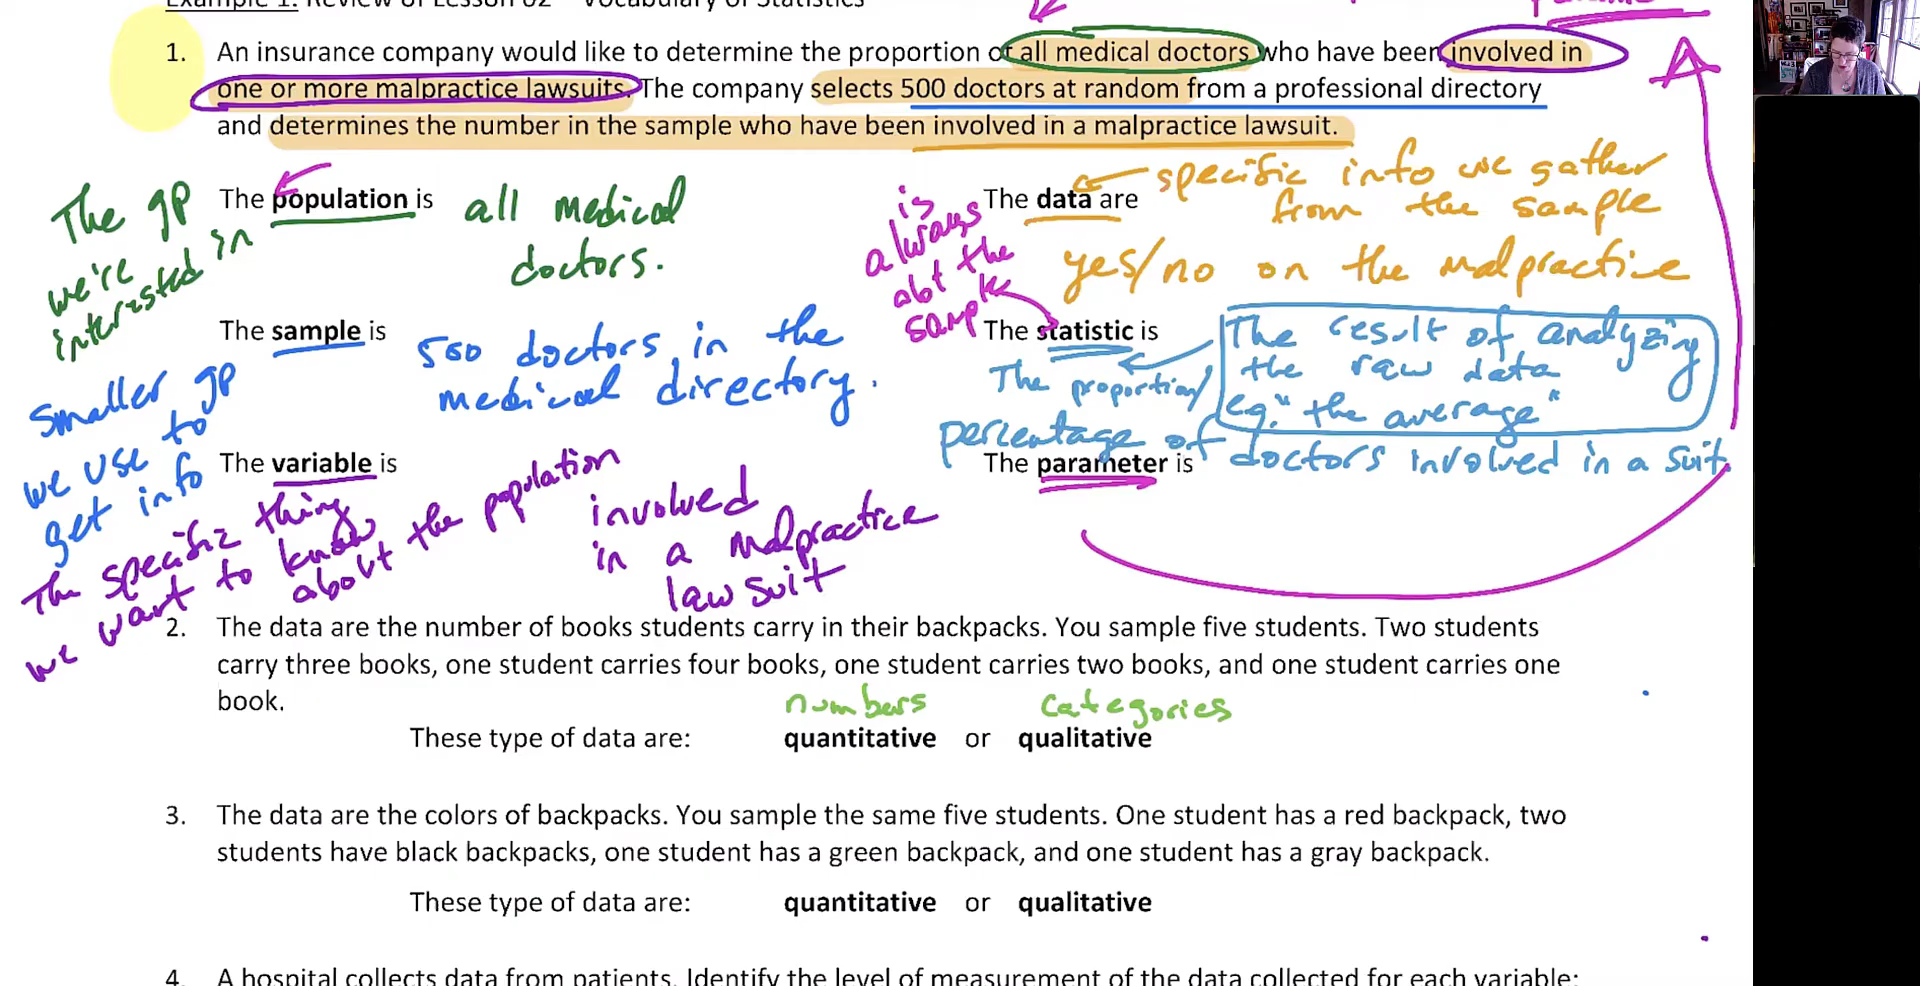 Example 1: Review of Lesson 02 – Vocabulary of Statistics
1. An insurance company would like to determine the proportion of all medical doctors who have been involved in
one or more malpractice lawsuits. The company selects 500 doctors at random from a professional directory
and determines the number in the sample who have been involved in a malpractice lawsuit.
The gp
we're
interested in
The population is all medical
doctors.
The data are
specific info we gather
from the sample
yes/no on the malpractice
is
always
abt the
sample
The sample is 500 doctors in the
medical directory.
smaller gp
we use to
get info
The statistic is
The result of analyzing
the raw data
eg. "the average"
The proportion/
percentage of doctors involved in a suit.
The variable is
The specific thing
we want to know
about the population
involved
in a malpractice
lawsuit
The parameter is
2. The data are the number of books students carry in their backpacks. You sample five students. Two students
carry three books, one student carries four books, one student carries two books, and one student carries one
book.
numbers categories
These type of data are: quantitative or qualitative
3. The data are the colors of backpacks. You sample the same five students. One student has a red backpack, two
students have black backpacks, one student has a green backpack, and one student has a gray backpack.
These type of data are: quantitative or qualitative
4. A hospital collects data from patients. Identify the level of measurement of the data collected for each variable: